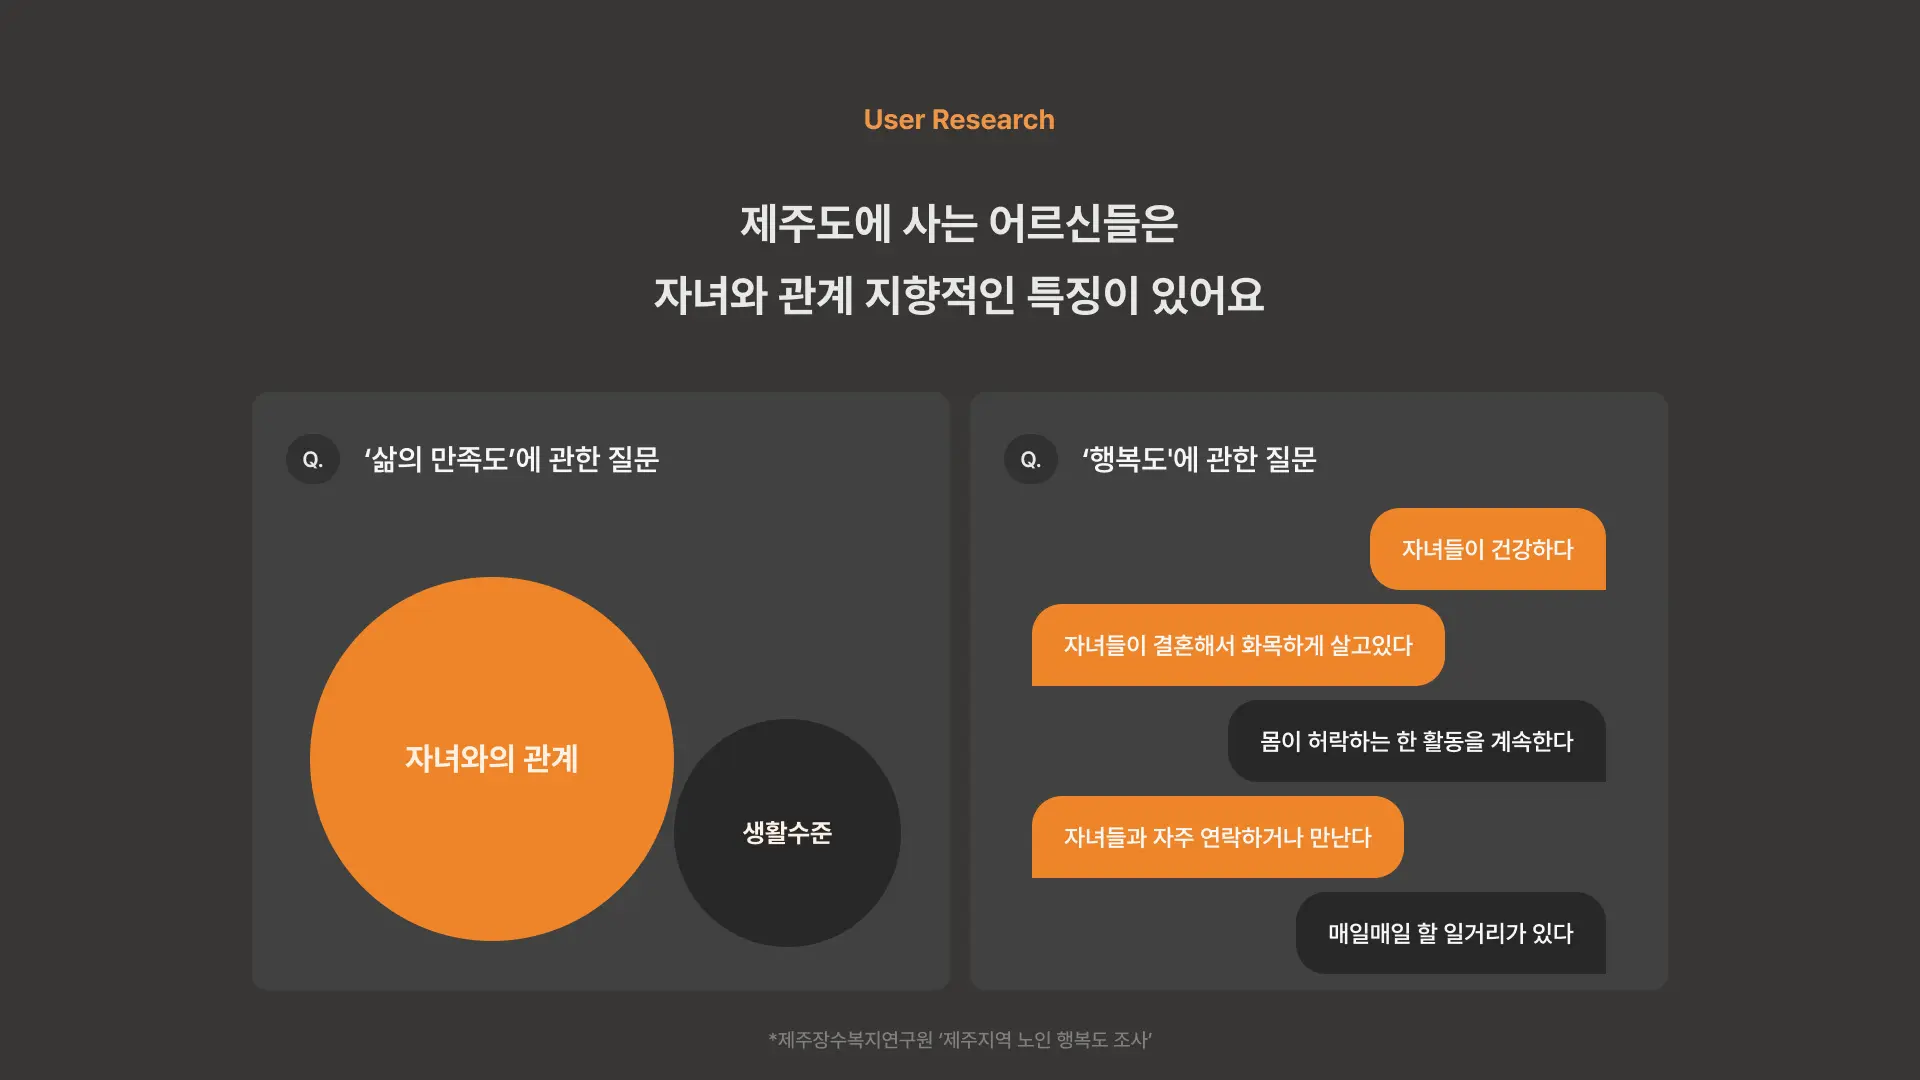 User Research
제주도에 사는 어르신들은
자녀와 관계 지향적인 특징이 있어요
Q.
‘삶의 만족도’에 관한 질문
자녀와의 관계
생활수준
Q.
‘행복도'에 관한 질문
자녀들이 건강하다
자녀들이 결혼해서 화목하게 살고있다
몸이 허락하는 한 활동을 계속한다
자녀들과 자주 연락하거나 만난다
매일매일 할 일거리가 있다
*제주장수복지연구원 ‘제주지역 노인 행복도 조사’